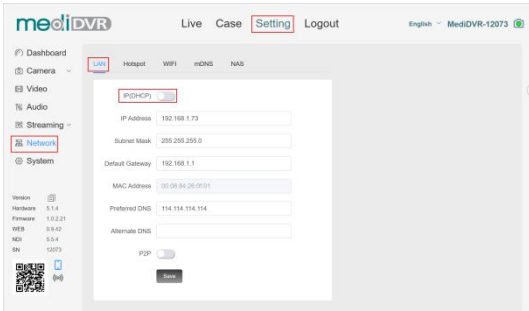 mediDVR
Live Case Setting Logout
English MediDVR-12073
Dashboard
Camera
Video
Audio
Streaming
Network
System
LAN Hotspot WIFI mDNS NAS
IP(DHCP)
IP Address 192.168.1.73
Subnet Mask 255.255.255.0
Default Gateway 192.168.1.1
MAC Address
Preferred DNS 114.114.114.114
Alternate DNS
P2P
Save
Version
Hardware 5.1.4
Firmware 1.0.2.21
WEB 0.9.42
NDI 5.5.4
SN 12073